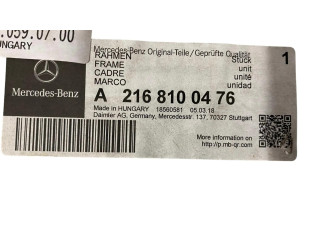 .059.07.00
HUNGARY
Mercedes-Benz Original-Teile/Geprüfte Qualität
RAHMEN Stück 1
FRAME unit
CADRE unité
MARCO unidad
Mercedes-Benz
A 216 810 04 76
Made in HUNGARY 18560581 05.03.18
Daimler AG, Germany, Mercedesstr. 137, 70327 Stuttgart
More information on
http://p.mb-qr.com